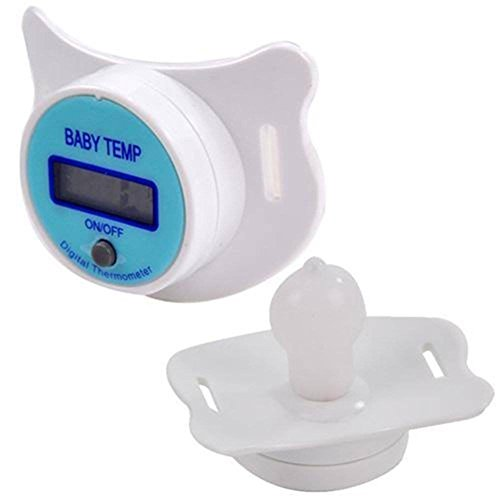 BABY TEMP
ON/OFF
Digital Thermometer